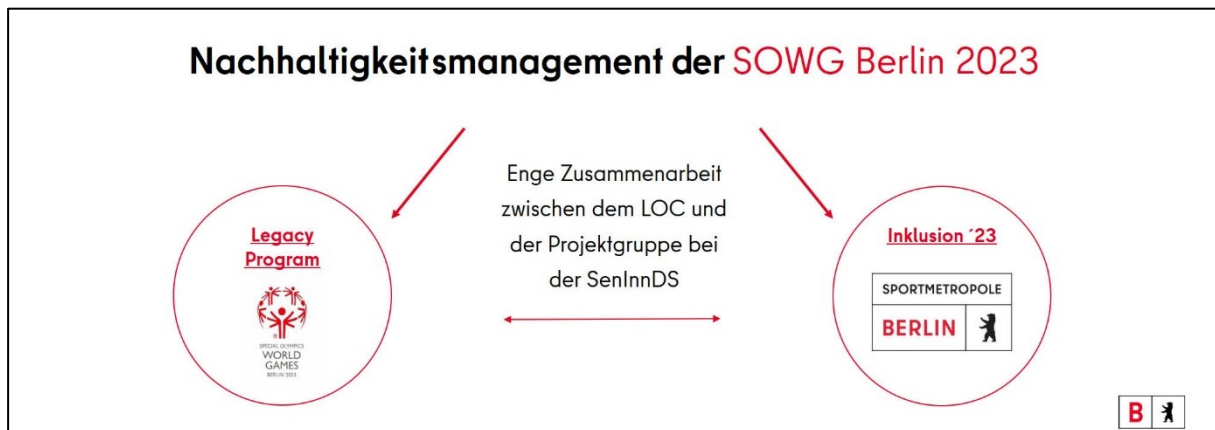 Nachhaltigkeitsmanagement der SOWG Berlin 2023
Legacy
Program
SPECIAL OLYMPICS
WORLD
GAMES
BERLIN 2023
Enge Zusammenarbeit
zwischen dem LOC und
der Projektgruppe bei
der SenInnDS
Inklusion ´23
SPORTMETROPOLE
BERLIN
B